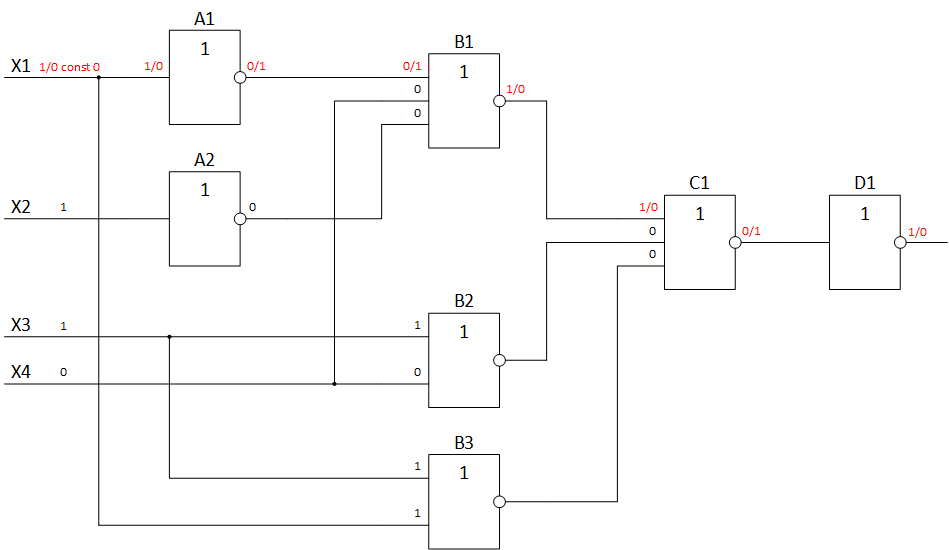 A1
X1 1/0 const 0 1/0 1 0/1
B1
0/1 1 1/0
0
0
A2
X2 1 1 0
C1 D1
1/0 1 0/1 1 1/0
0
0
B2
X3 1 1 1
X4 0 0
B3
1 1
1